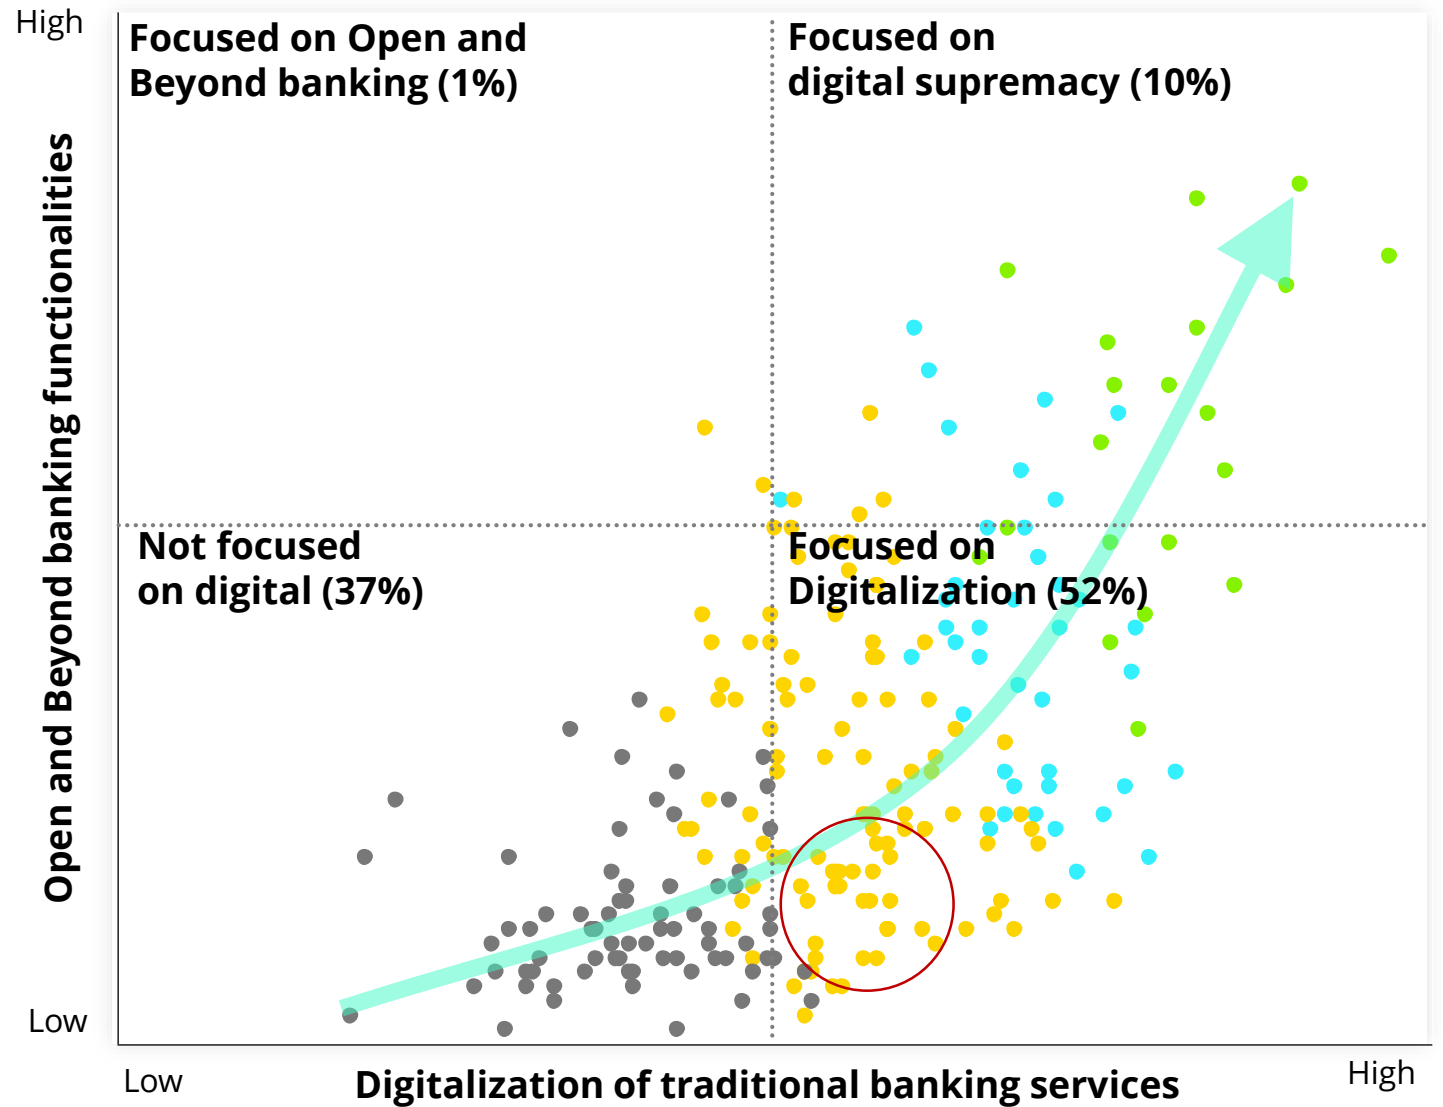 High
Focused on Open and
Beyond banking (1%)
Focused on
digital supremacy (10%)
Open and Beyond banking functionalities
Not focused
on digital (37%)
Focused on
Digitalization (52%)
Low
Low
Digitalization of traditional banking services
High